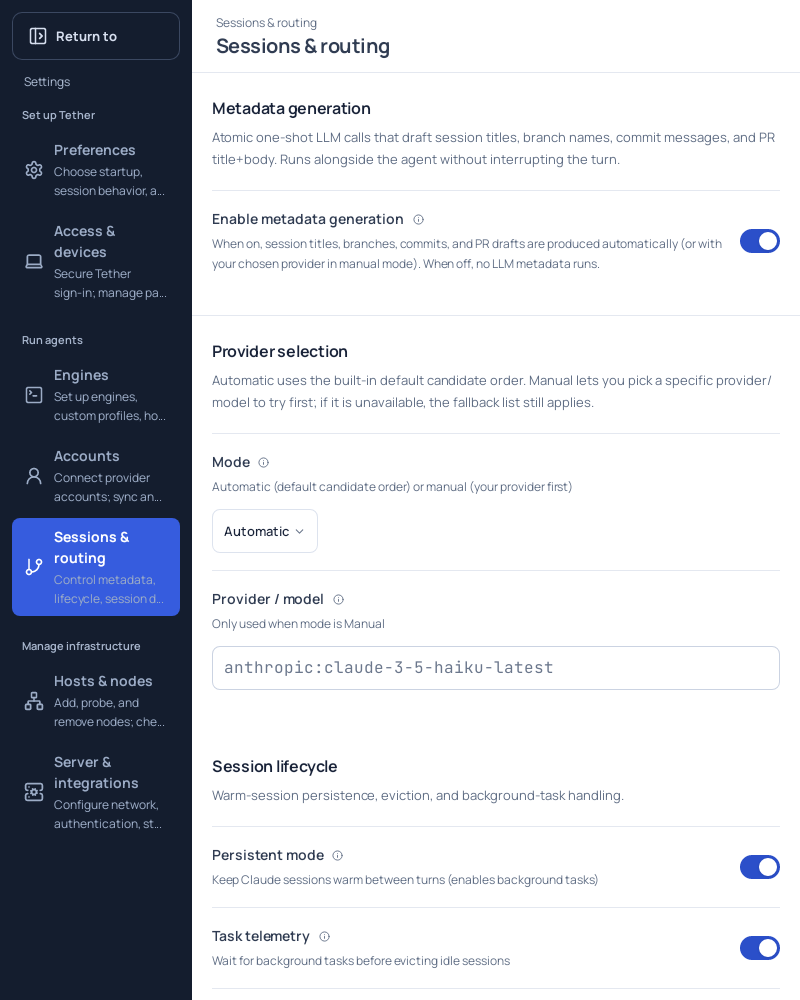 Return to
Settings
Set up Tether
Preferences
Choose startup,
session behavior, a...
Access &
devices
Secure Tether
sign-in; manage pa...
Run agents
Engines
Set up engines,
custom profiles, ho...
Accounts
Connect provider
accounts; sync an...
Sessions &
routing
Control metadata,
lifecycle, session d...
Manage infrastructure
Hosts & nodes
Add, probe, and
remove nodes; che...
Server &
integrations
Configure network,
authentication, st...
Sessions & routing
Sessions & routing
Metadata generation
Atomic one-shot LLM calls that draft session titles, branch names, commit messages, and PR
title+body. Runs alongside the agent without interrupting the turn.
Enable metadata generation
When on, session titles, branches, commits, and PR drafts are produced automatically (or with
your chosen provider in manual mode). When off, no LLM metadata runs.
Provider selection
Automatic uses the built-in default candidate order. Manual lets you pick a specific provider/
model to try first; if it is unavailable, the fallback list still applies.
Mode
Automatic (default candidate order) or manual (your provider first)
Automatic
Provider / model
Only used when mode is Manual
anthropic:claude-3-5-haiku-latest
Session lifecycle
Warm-session persistence, eviction, and background-task handling.
Persistent mode
Keep Claude sessions warm between turns (enables background tasks)
Task telemetry
Wait for background tasks before evicting idle sessions